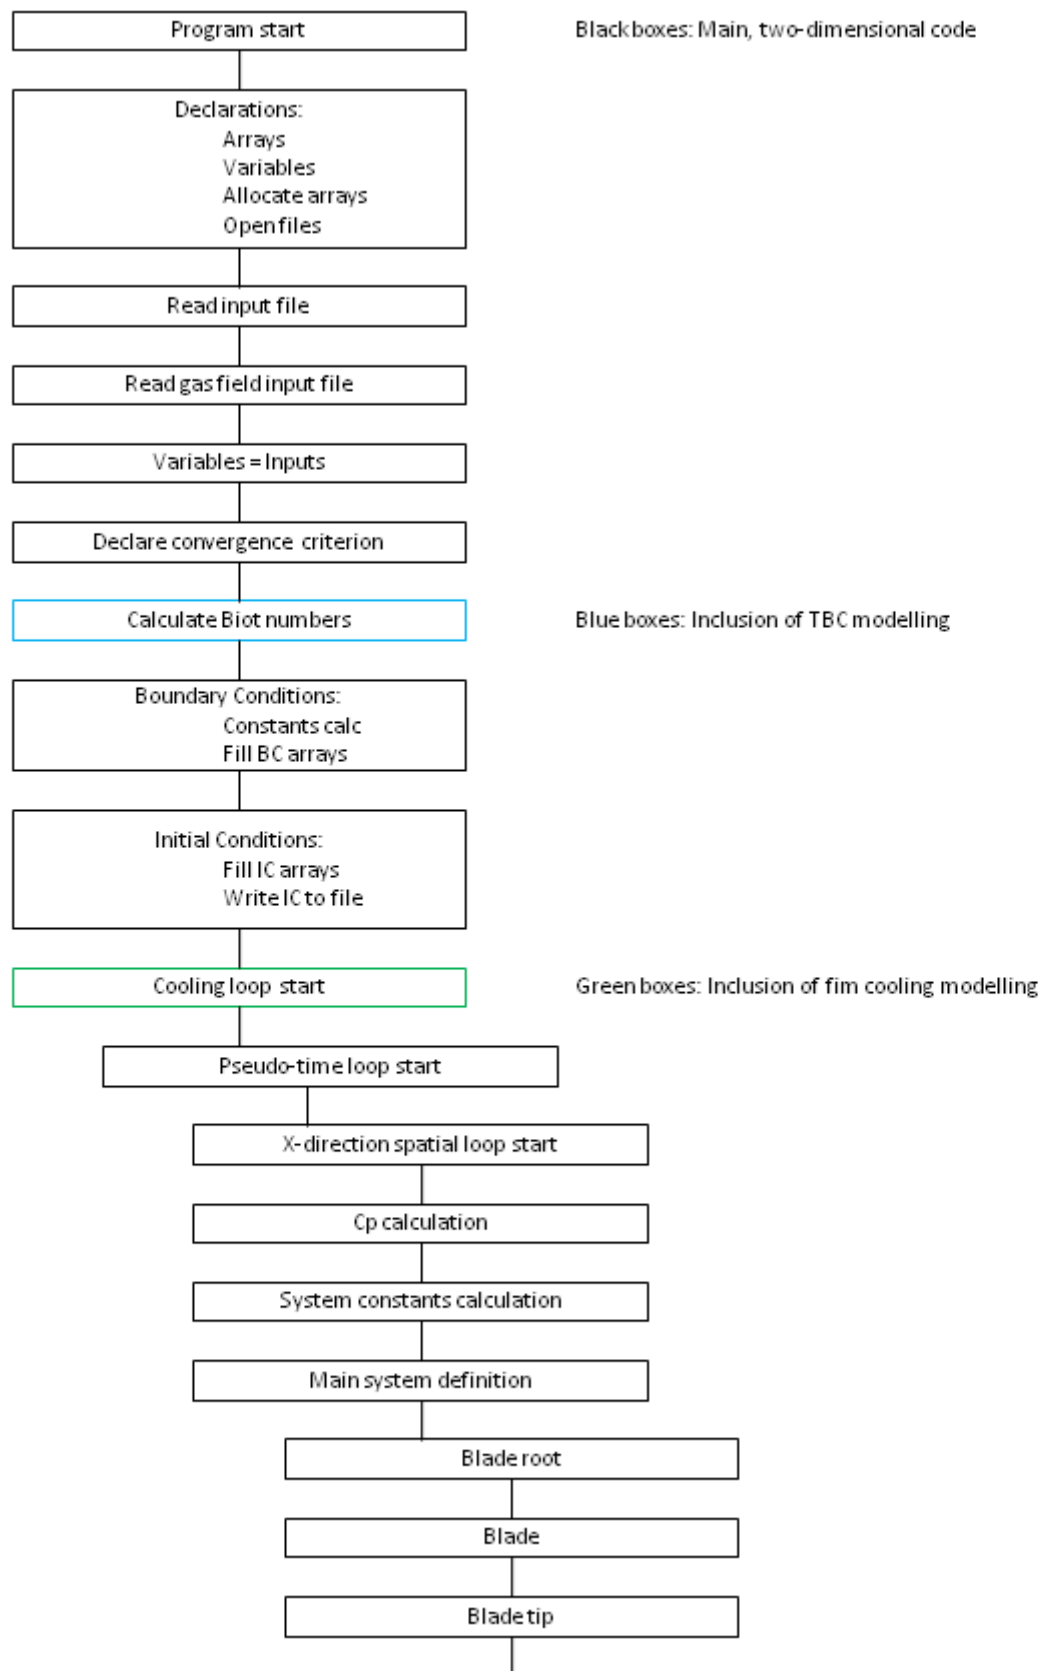 Program start
Black boxes: Main, two-dimensional code
Declarations:
Arrays
Variables
Allocate arrays
Open files
Read input file
Read gas field input file
Variables = Inputs
Declare convergence criterion
Calculate Biot numbers
Blue boxes: Inclusion of TBC modelling
Boundary Conditions:
Constants calc
Fill BC arrays
Initial Conditions:
Fill IC arrays
Write IC to file
Cooling loop start
Green boxes: Inclusion of fim cooling modelling
Pseudo-time loop start
X-direction spatial loop start
Cp calculation
System constants calculation
Main system definition
Blade root
Blade
Blade tip